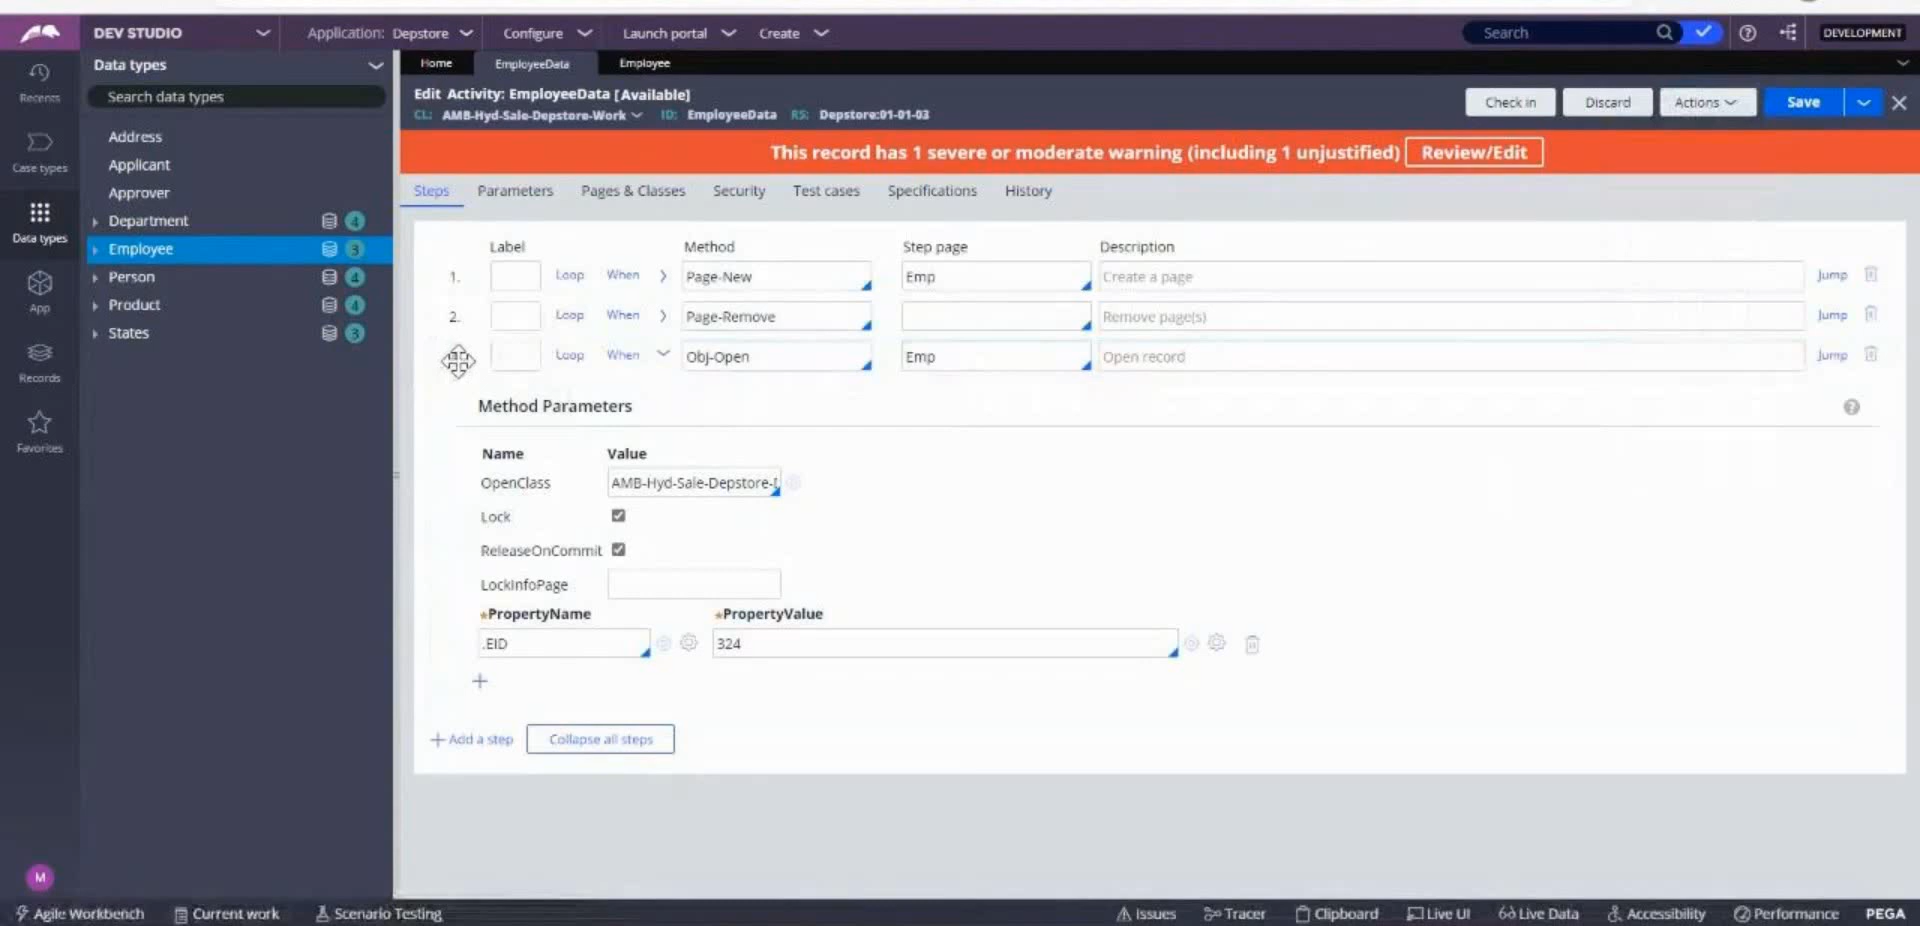 DEV STUDIO
Application: Depstore
Configure
Launch portal
Create
Search
DEVELOPMENT
Recents
Case types
Data types
App
Records
Favorites
M
Data types
Search data types
Address
Applicant
Approver
Department 4
Employee 3
Person 4
Product 4
States 3
Home
EmployeeData
Employee
Edit Activity: EmployeeData [Available]
CL: AMB-Hyd-Sale-Depstore-Work ID: EmployeeData RS: Depstore:01-01-03
Check in
Discard
Actions
Save
This record has 1 severe or moderate warning (including 1 unjustified) Review/Edit
Steps
Parameters
Pages & Classes
Security
Test cases
Specifications
History
Label Method Step page Description
1. Loop When Page-New Emp Create a page Jump
2. Loop When Page-Remove Remove page(s) Jump
Loop When Obj-Open Emp Open record Jump
Method Parameters
Name Value
OpenClass AMB-Hyd-Sale-Depstore-
Lock
ReleaseOnCommit
LockInfoPage
*PropertyName *PropertyValue
.EID 324
+ Add a step
Collapse all steps
Agile Workbench
Current work
Scenario Testing
Issues
Tracer
Clipboard
Live UI
Live Data
Accessibility
Performance
PEGA